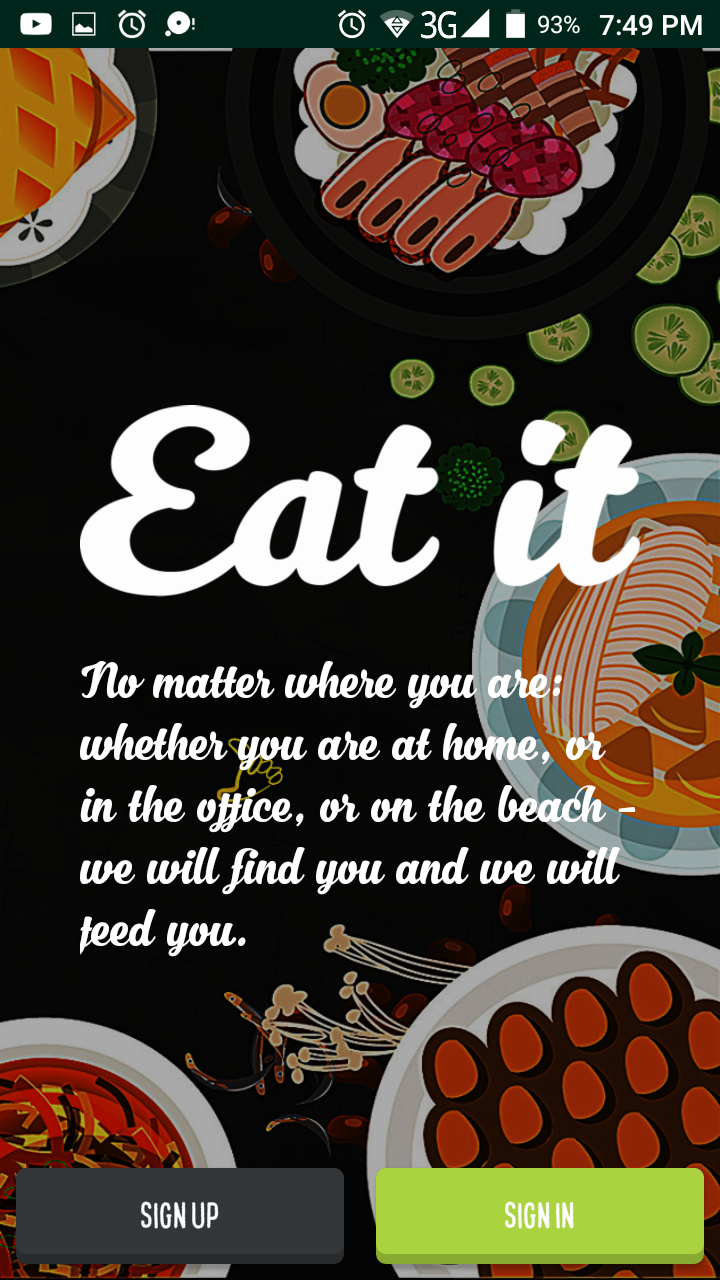 3G 93% 7:49 PM
Eat it
No matter where you are:
whether you are at home, or
in the office, or on the beach -
we will find you and we will
feed you.
SIGN UP SIGN IN